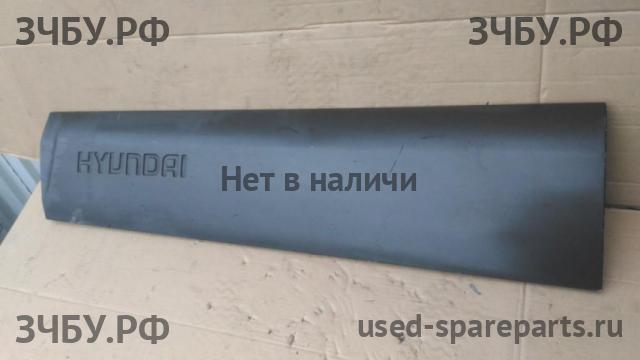 ЗЧБУ.РФ ЗЧБУ.РФ
HYUNDAI
Нет в наличи
ЗЧБУ.РФ used-spareparts.ru